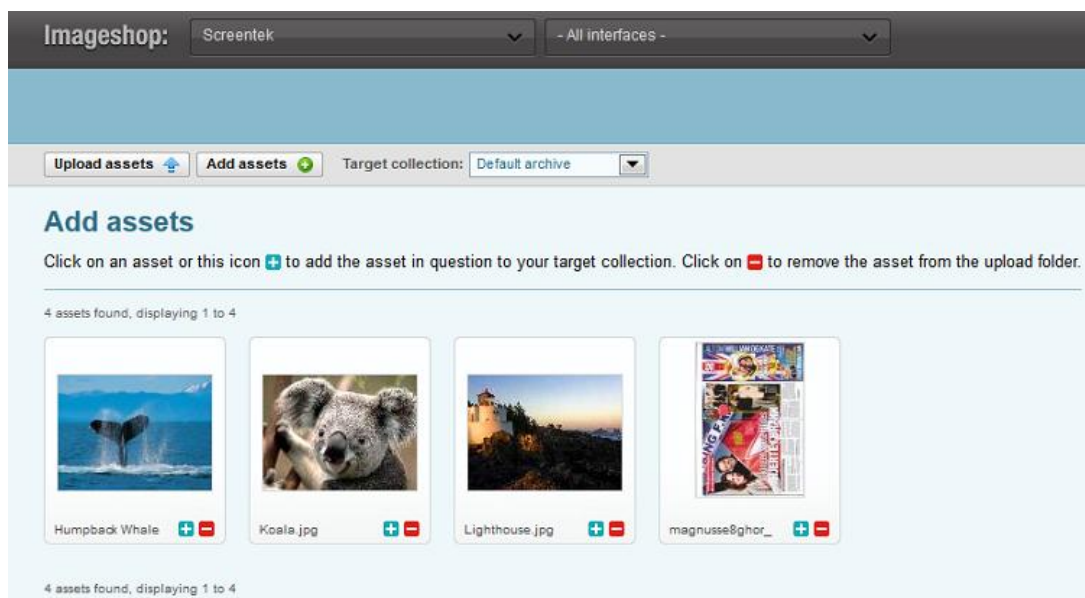 Imageshop: Screentek - All interfaces -
Upload assets Add assets Target collection: Default archive
Add assets
Click on an asset or this icon to add the asset in question to your target collection. Click on to remove the asset from the upload folder.
4 assets found, displaying 1 to 4
Humpback Whale Koala.jpg Lighthouse.jpg magnusse8ghor_
4 assets found, displaying 1 to 4